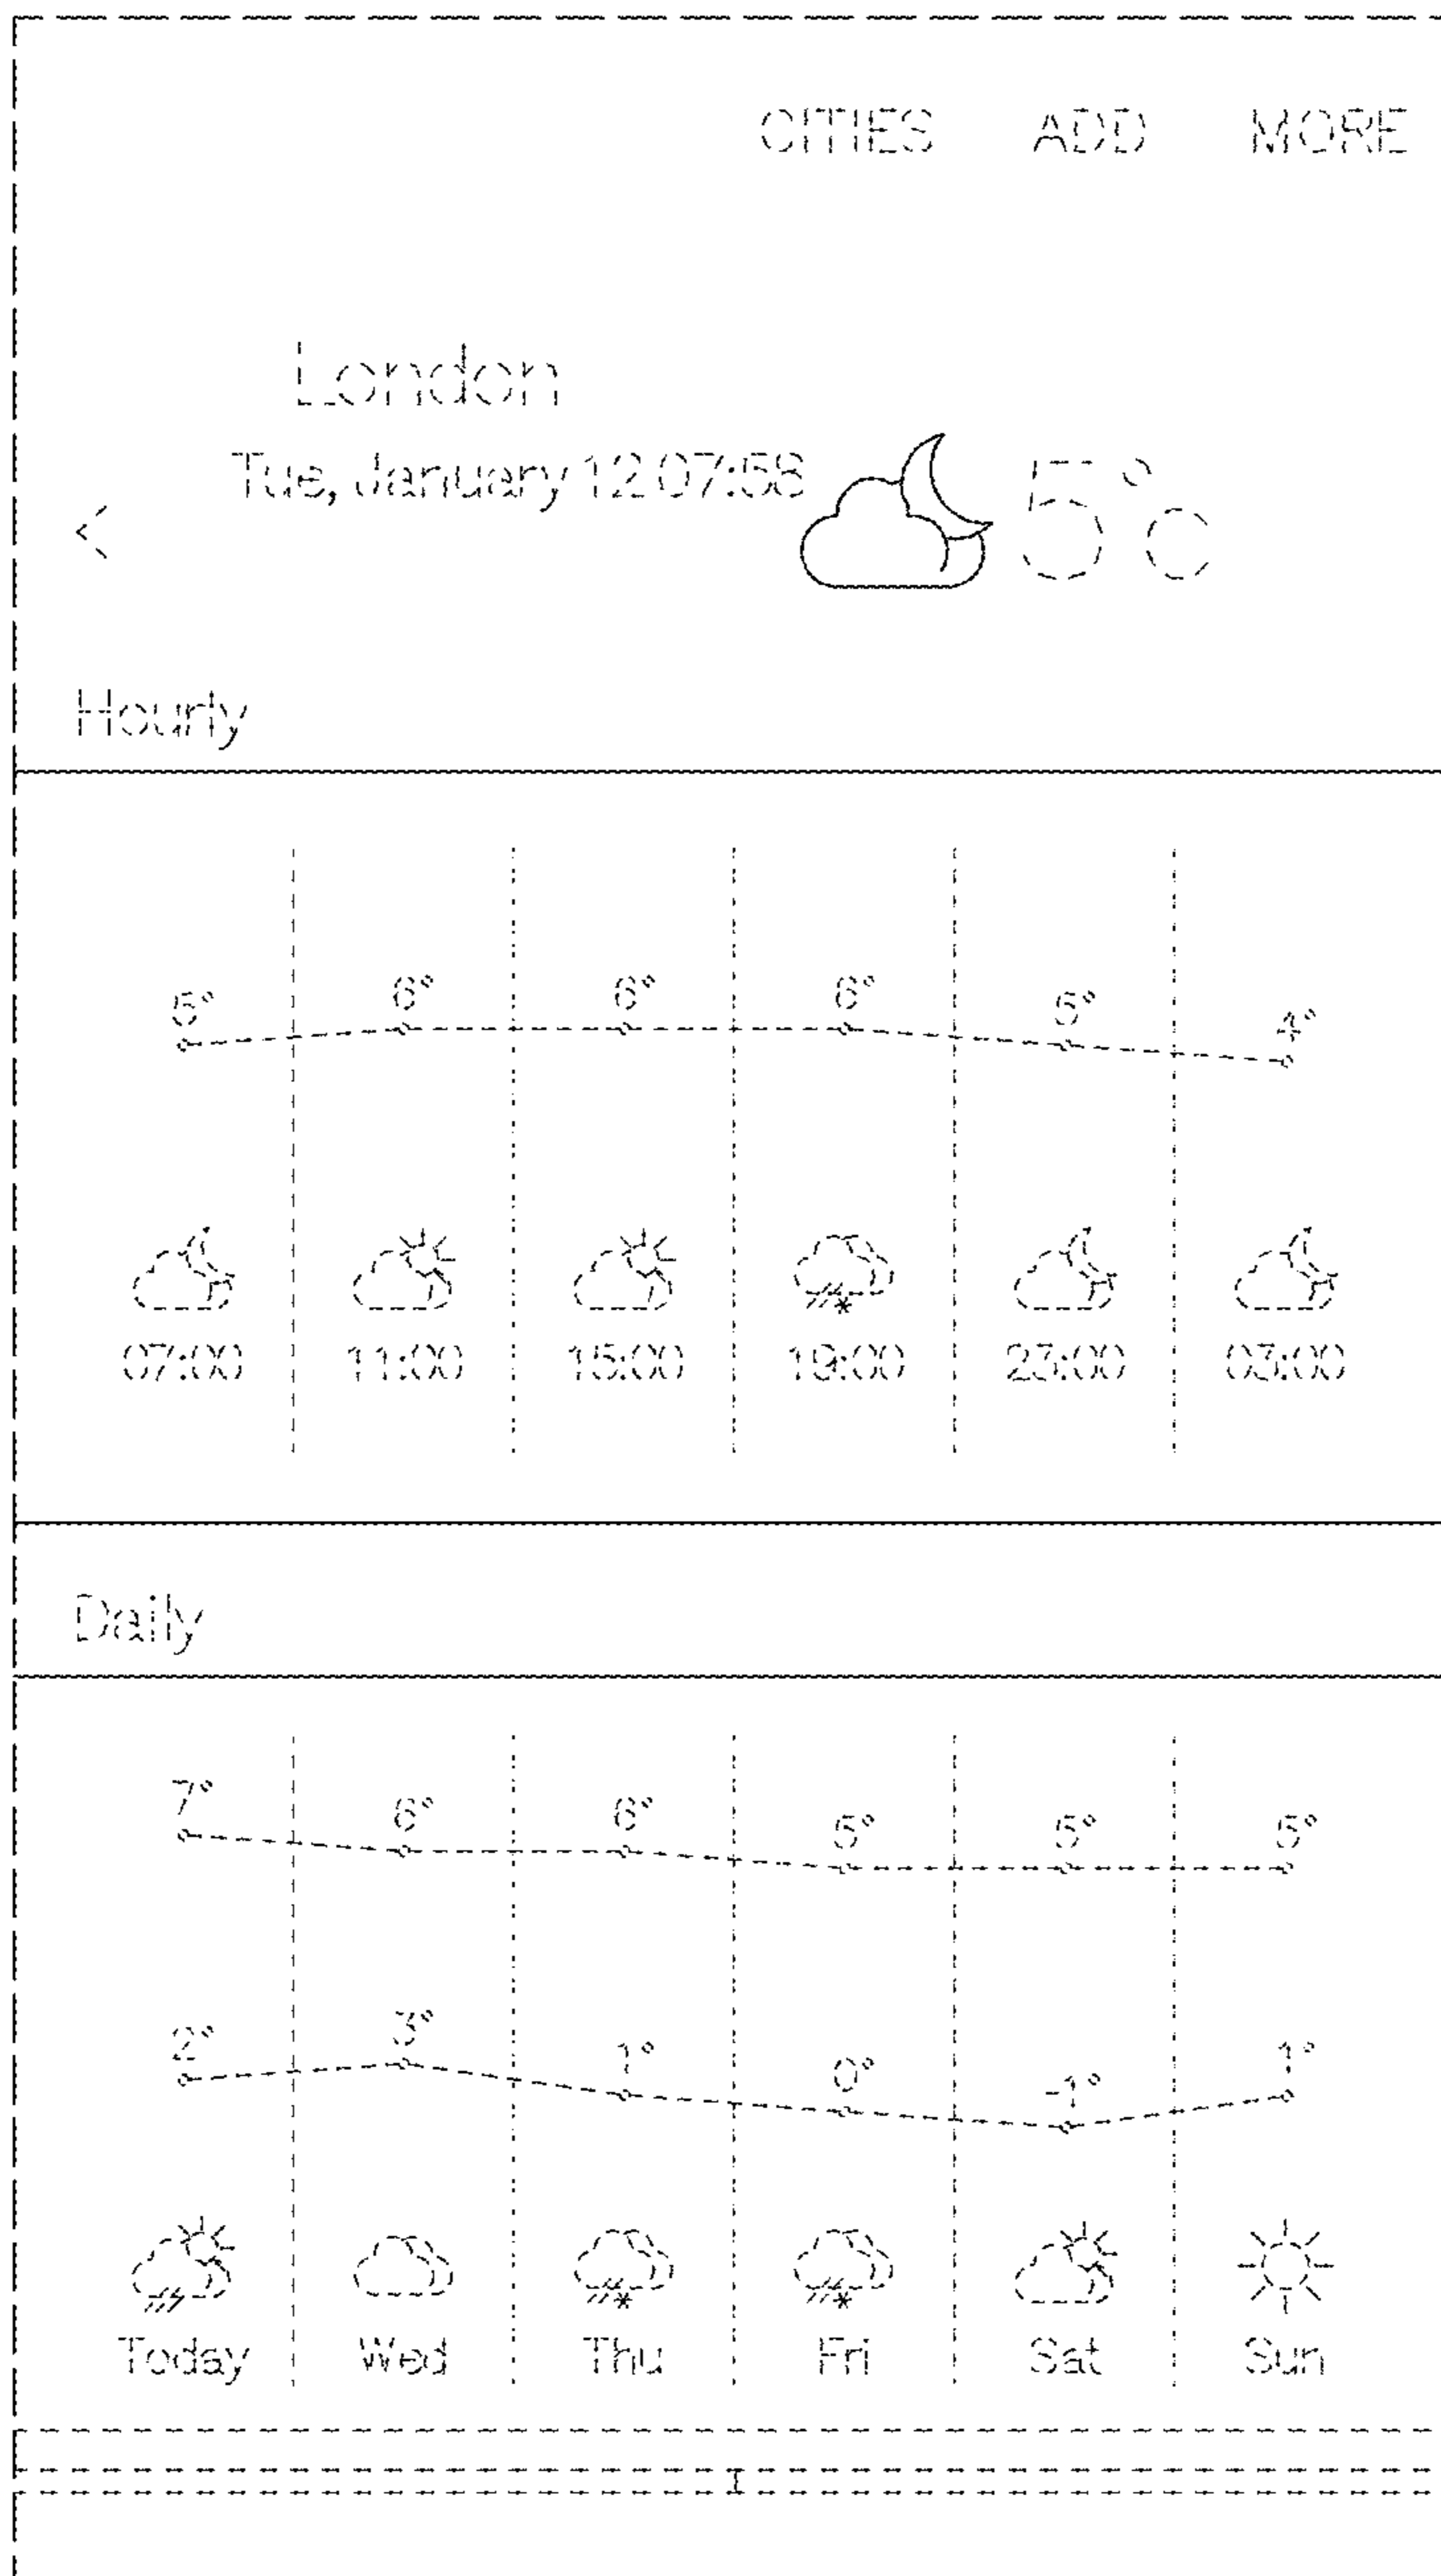 CITIES ADD MORE
London
Tue, January 12 07:58
5°c
<
Hourly
5° 6° 6° 6° 5° 4°
07:00 11:00 15:00 19:00 23:00 03:00
Daily
7° 6° 6° 5° 5° 5°
2° 3° 1° 0° -1° 1°
Today Wed Thu Fri Sat Sun